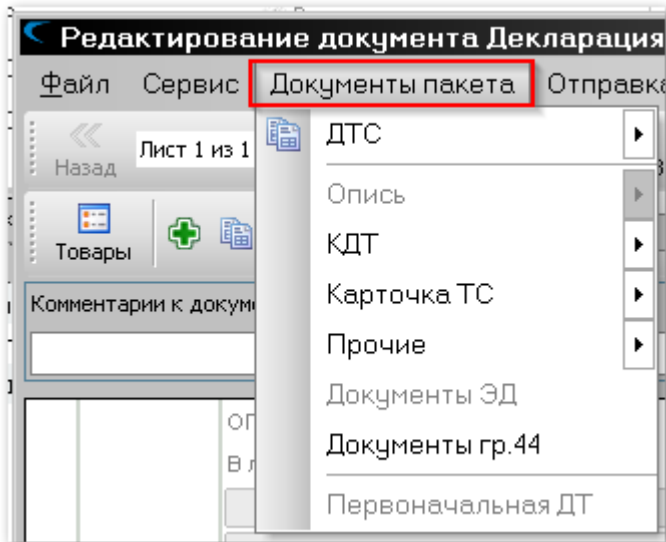 Редактирование документа Декларация
Файл Сервис Документы пакета Отправка
Назад
Лист 1 из 1
Товары
Комментарии к докуме
ДТС
Опись
КДТ
Карточка ТС
Прочие
Документы ЭД
Документы гр.44
Первоначальная ДТ